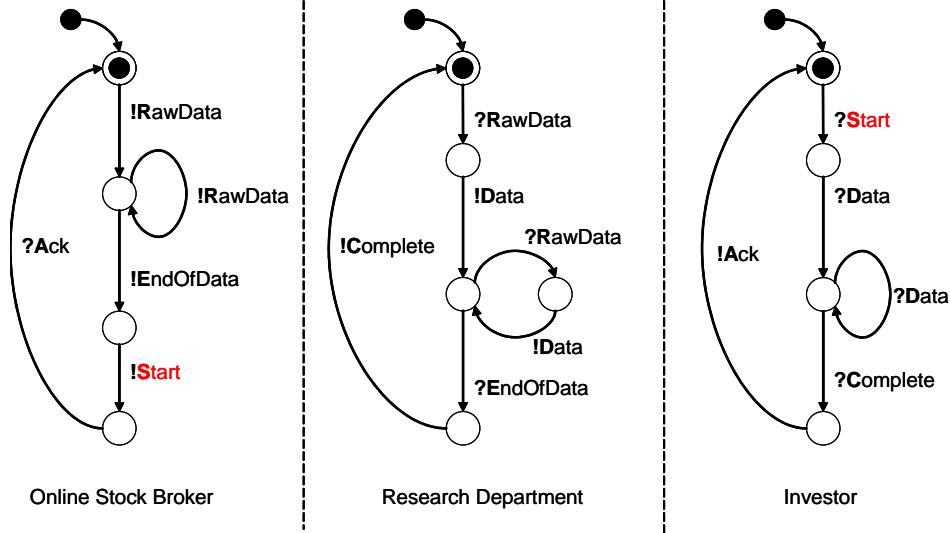 !RawData
!RawData
?Ack
!EndOfData
!Start
Online Stock Broker
?RawData
!Data
?RawData
!Complete
!Data
?EndOfData
Research Department
?Start
?Data
!Ack
?Data
?Complete
Investor